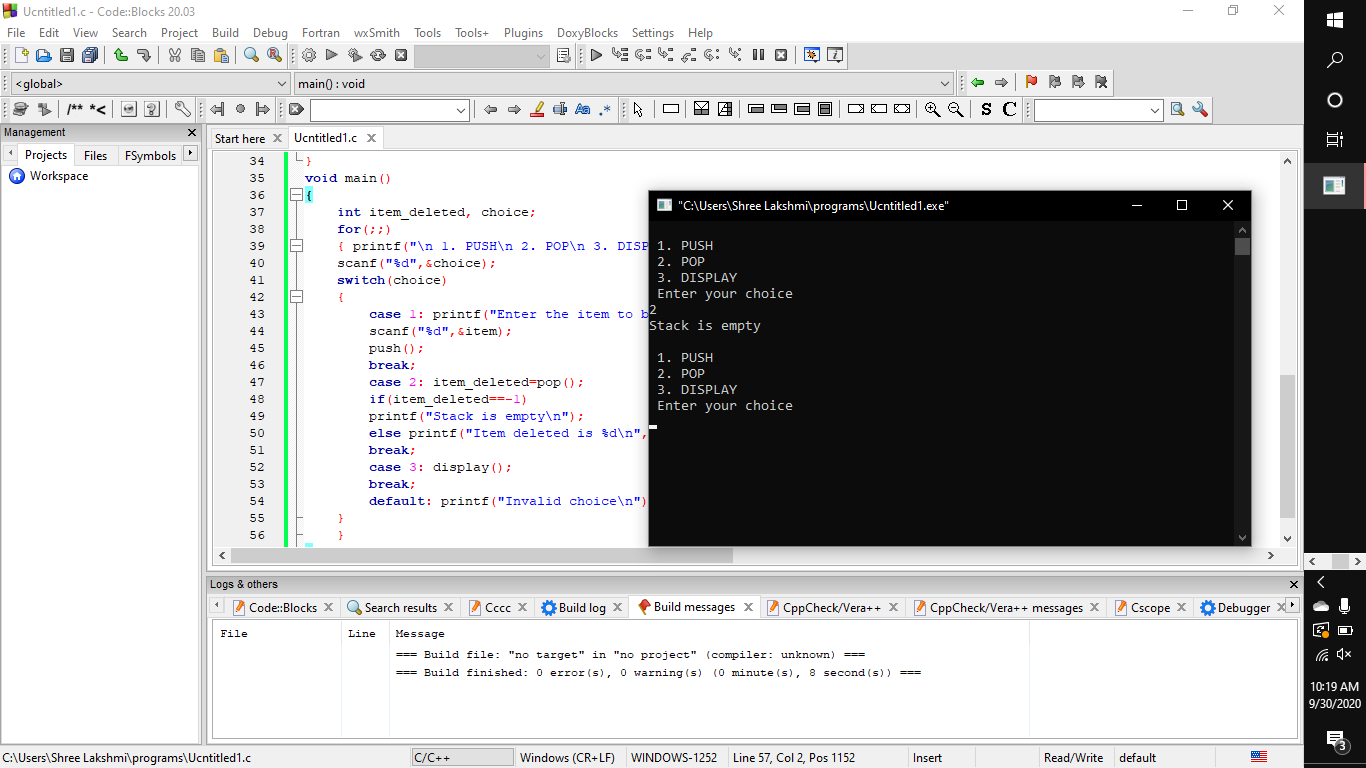 Ucntitled1.c - Code::Blocks 20.03
File Edit View Search Project Build Debug Fortran wxSmith Tools Tools+ Plugins DoxyBlocks Settings Help
<global>
main() : void
/** *<
Aa .*
S C
Management
Projects Files FSymbols
Workspace
Start here Ucntitled1.c
34 }
35 void main()
36 {
37 int item_deleted, choice;
38 for(;;)
39 { printf("\n 1. PUSH\n 2. POP\n 3. DISP
40 scanf("%d",&choice);
41 switch(choice)
42 {
43 case 1: printf("Enter the item to b
44 scanf("%d",&item);
45 push();
46 break;
47 case 2: item_deleted=pop();
48 if(item_deleted==-1)
49 printf("Stack is empty\n");
50 else printf("Item deleted is %d\n",
51 break;
52 case 3: display();
53 break;
54 default: printf("Invalid choice\n")
55 }
56 }
"C:\Users\Shree Lakshmi\programs\Ucntitled1.exe"
1. PUSH
2. POP
3. DISPLAY
Enter your choice
2
Stack is empty
1. PUSH
2. POP
3. DISPLAY
Enter your choice
Logs & others
Code::Blocks Search results Cccc Build log Build messages CppCheck/Vera++ CppCheck/Vera++ messages Cscope Debugger
File Line Message
=== Build file: "no target" in "no project" (compiler: unknown) ===
=== Build finished: 0 error(s), 0 warning(s) (0 minute(s), 8 second(s)) ===
C:\Users\Shree Lakshmi\programs\Ucntitled1.c C/C++ Windows (CR+LF) WINDOWS-1252 Line 57, Col 2, Pos 1152 Insert Read/Write default
10:19 AM
9/30/2020
3